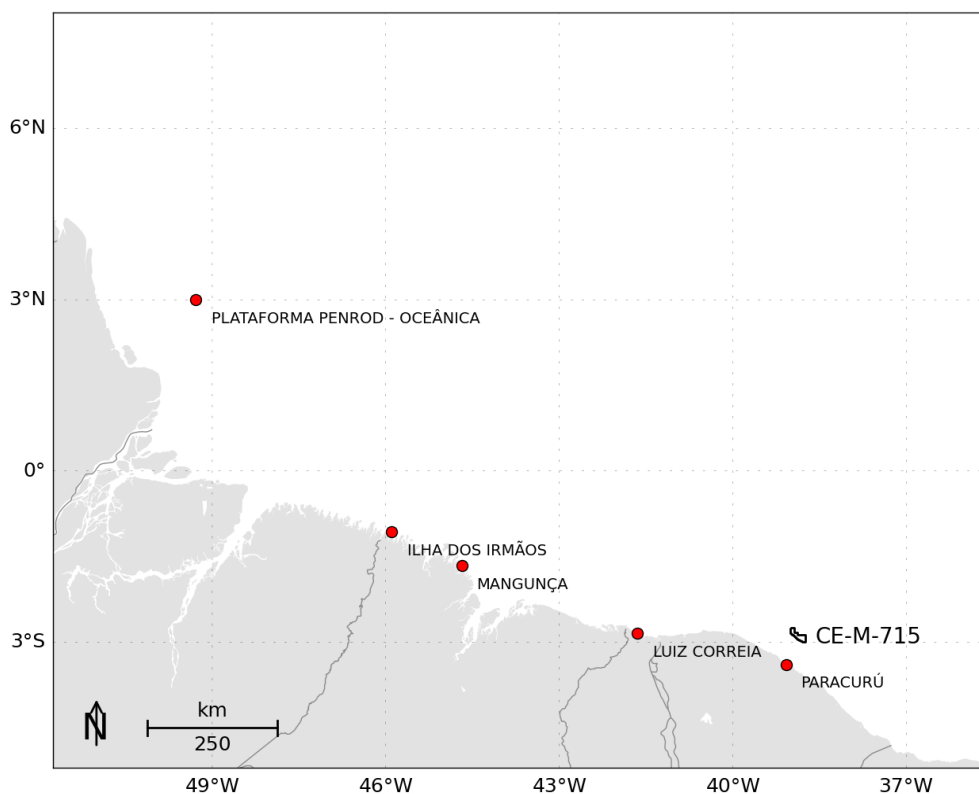 6°N
3°N
PLATAFORMA PENROD - OCEÂNICA
0°
ILHA DOS IRMÃOS
MANGUNÇA
3°S
CE-M-715
LUIZ CORREIA
PARACURÚ
N
km
250
49°W 46°W 43°W 40°W 37°W